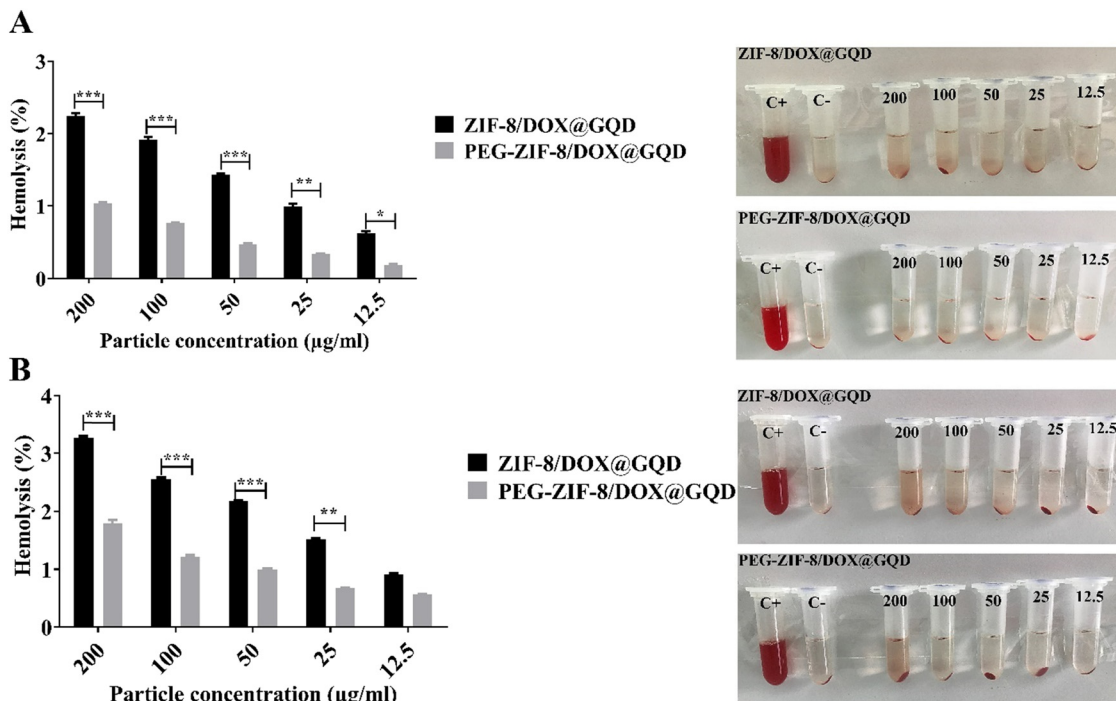 A
3
2
1
0
Hemolysis (%)
***
***
***
**
*
200
100
50
25
12.5
Particle concentration (µg/ml)
ZIF-8/DOX@GQD
PEG-ZIF-8/DOX@GQD
ZIF-8/DOX@GQD
C+ C- 200 100 50 25 12.5
PEG-ZIF-8/DOX@GQD
C+ C- 200 100 50 25 12.5
B
4
3
2
1
0
Hemolysis (%)
***
***
***
**
200
100
50
25
12.5
Particle concentration (µg/ml)
ZIF-8/DOX@GQD
PEG-ZIF-8/DOX@GQD
ZIF-8/DOX@GQD
C+ C- 200 100 50 25 12.5
PEG-ZIF-8/DOX@GQD
C+ C- 200 100 50 25 12.5